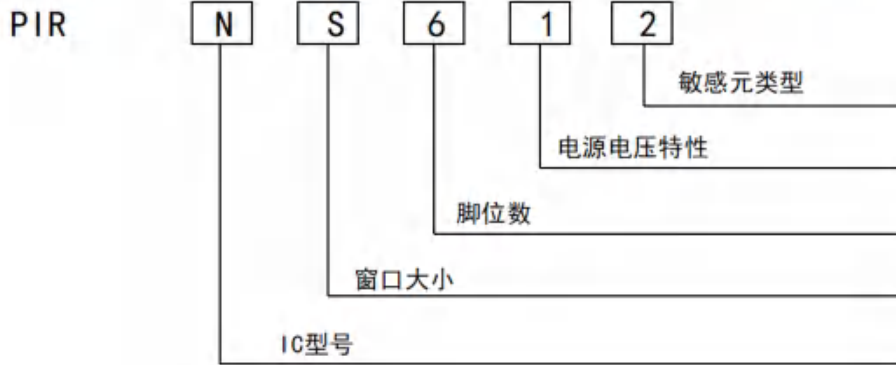 PIR N S 6 1 2
敏感元类型
电源电压特性
脚位数
窗口大小
IC型号